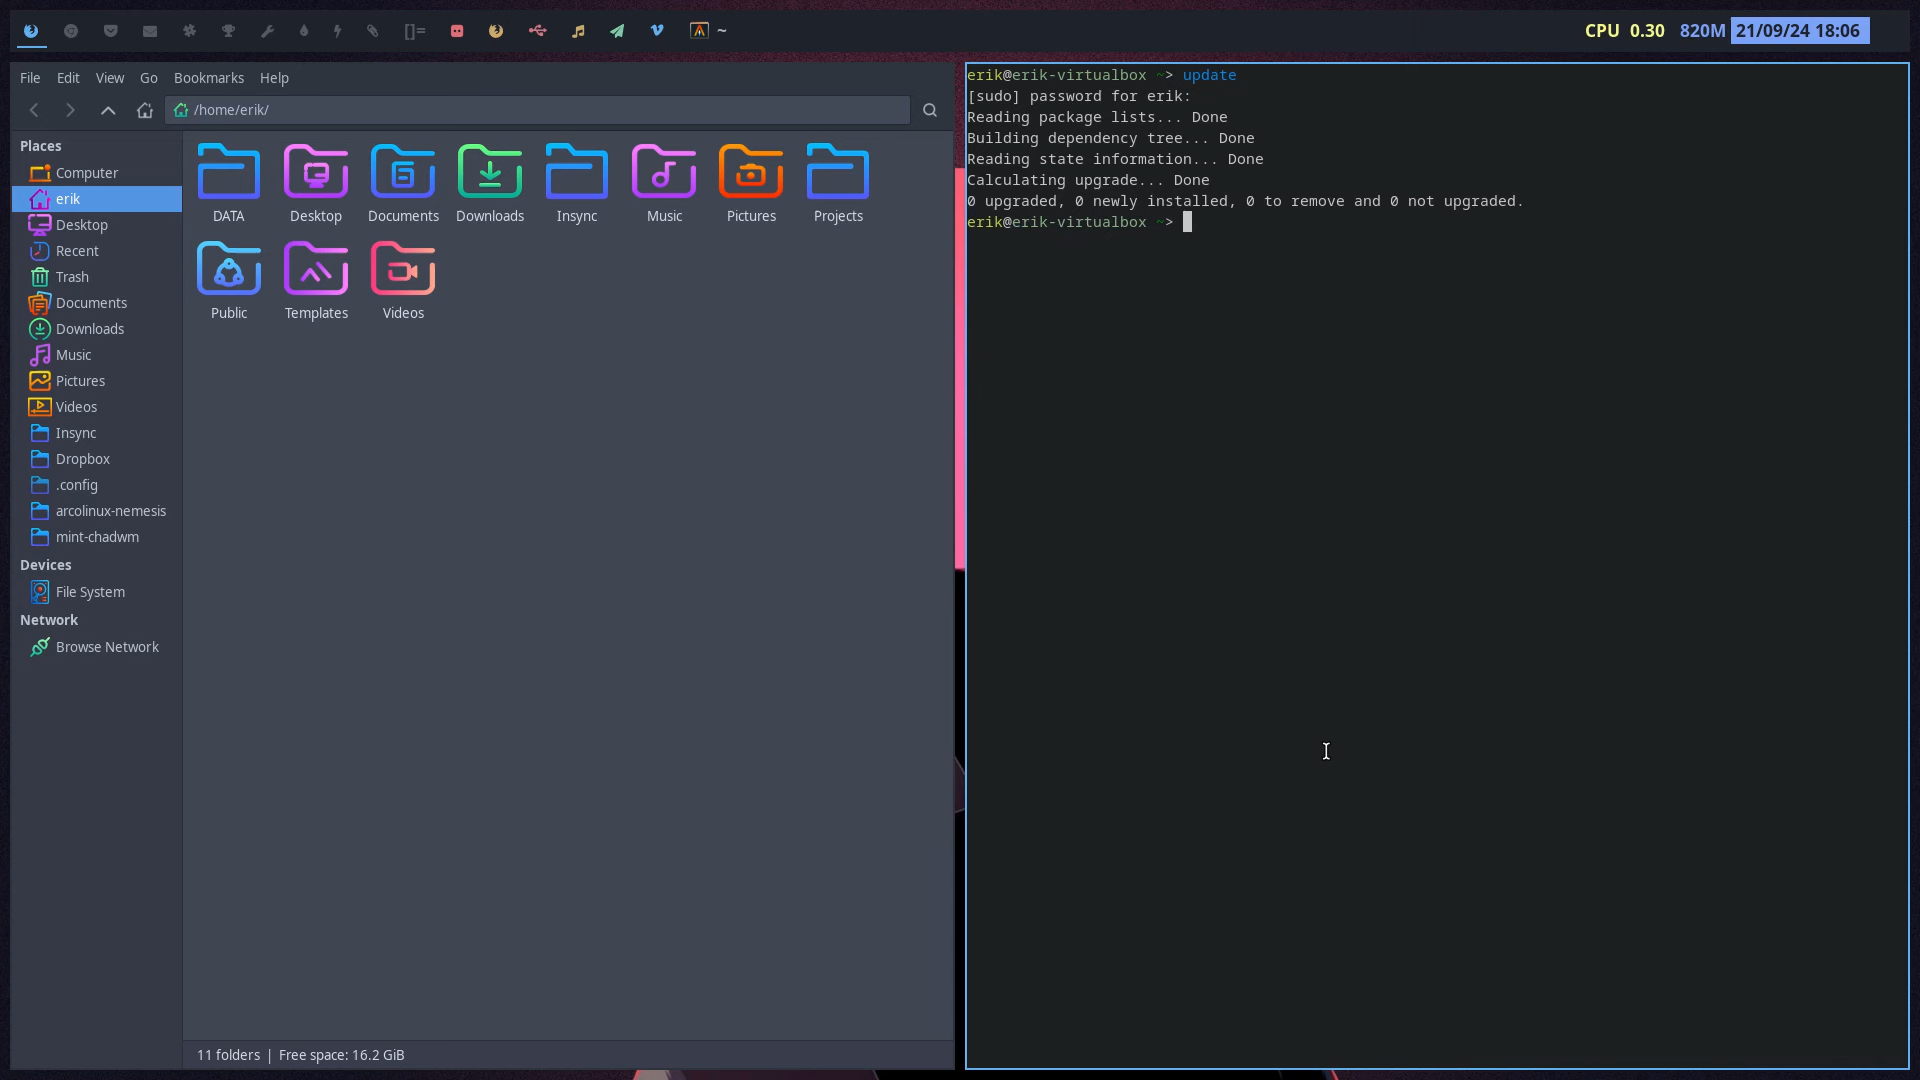 []=
~
CPU 0.30 820M 21/09/24 18:06
File Edit View Go Bookmarks Help
/home/erik/
Places
Computer
erik
Desktop
Recent
Trash
Documents
Downloads
Music
Pictures
Videos
Insync
Dropbox
.config
arcolinux-nemesis
mint-chadwm
Devices
File System
Network
Browse Network
DATA Desktop Documents Downloads Insync Music Pictures Projects
Public Templates Videos
11 folders | Free space: 16.2 GiB
erik@erik-virtualbox ~> update
[sudo] password for erik:
Reading package lists... Done
Building dependency tree... Done
Reading state information... Done
Calculating upgrade... Done
0 upgraded, 0 newly installed, 0 to remove and 0 not upgraded.
erik@erik-virtualbox ~>